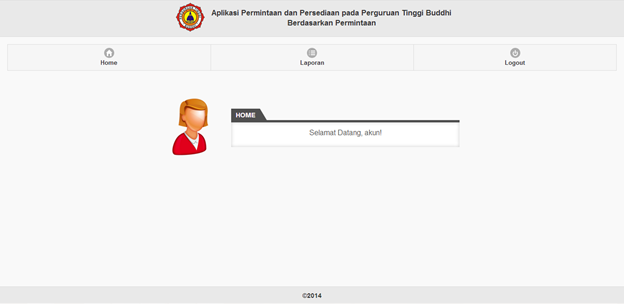 Aplikasi Permintaan dan Persediaan pada Perguruan Tinggi Buddhi
Berdasarkan Permintaan
Home
Laporan
Logout
HOME
Selamat Datang, akun!
©2014